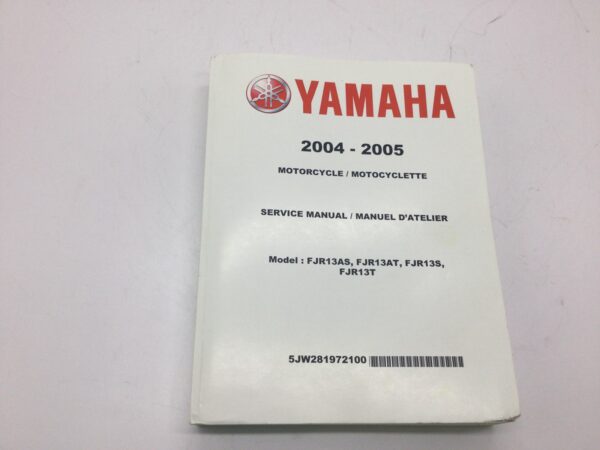 YAMAHA
2004 - 2005
MOTORCYCLE / MOTOCYCLETTE
SERVICE MANUAL / MANUEL D'ATELIER
Model : FJR13AS, FJR13AT, FJR13S,
FJR13T
5JW281972100